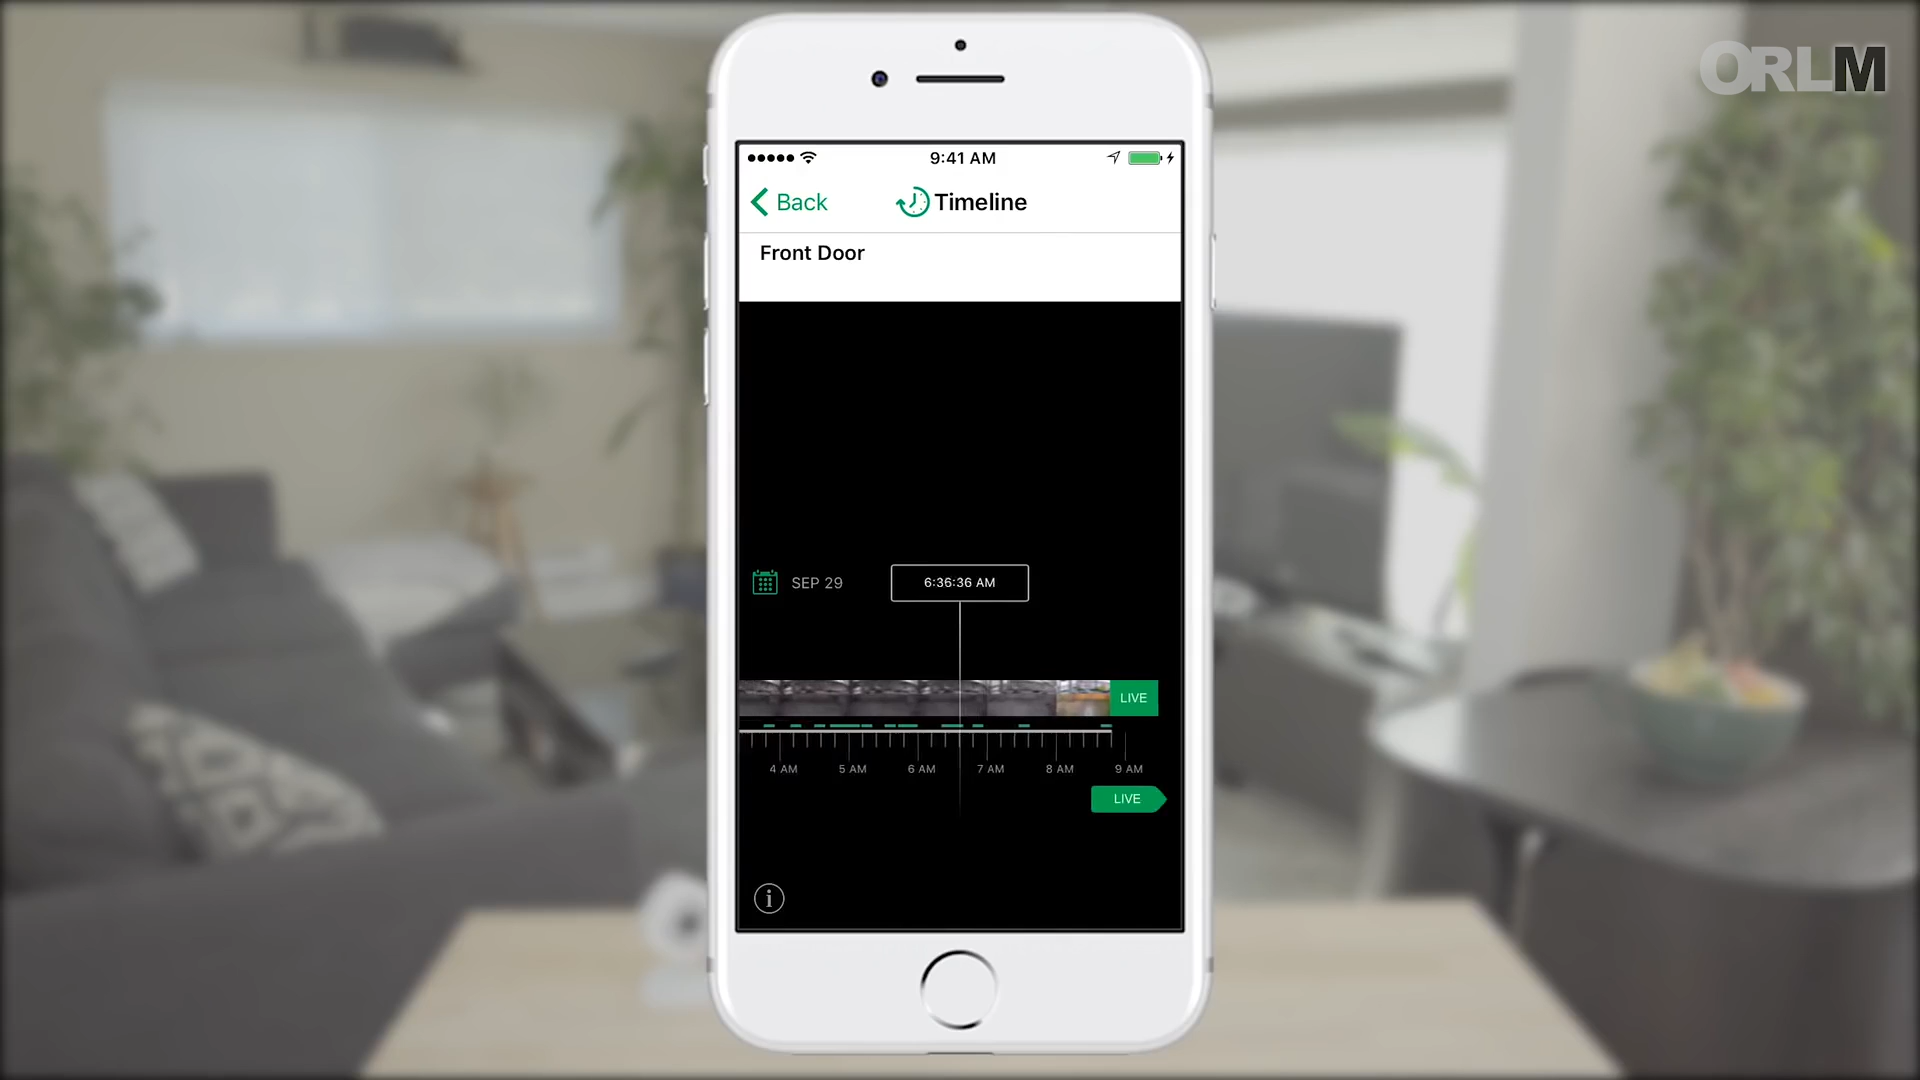 ORLM
9:41 AM
Back
Timeline
Front Door
SEP 29
6:36:36 AM
LIVE
4 AM 5 AM 6 AM 7 AM 8 AM 9 AM
LIVE
i